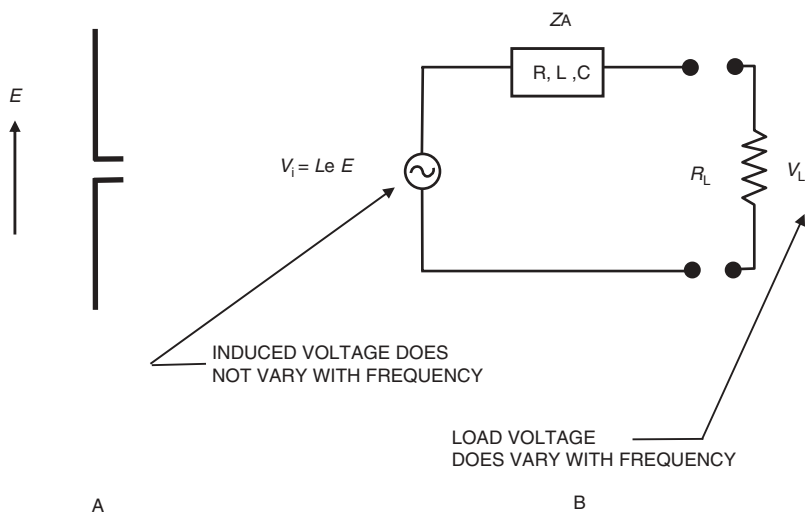 ZA
E
R, L ,C
Vi = Le E
RL
VL
INDUCED VOLTAGE DOES
NOT VARY WITH FREQUENCY
LOAD VOLTAGE
DOES VARY WITH FREQUENCY
A
B